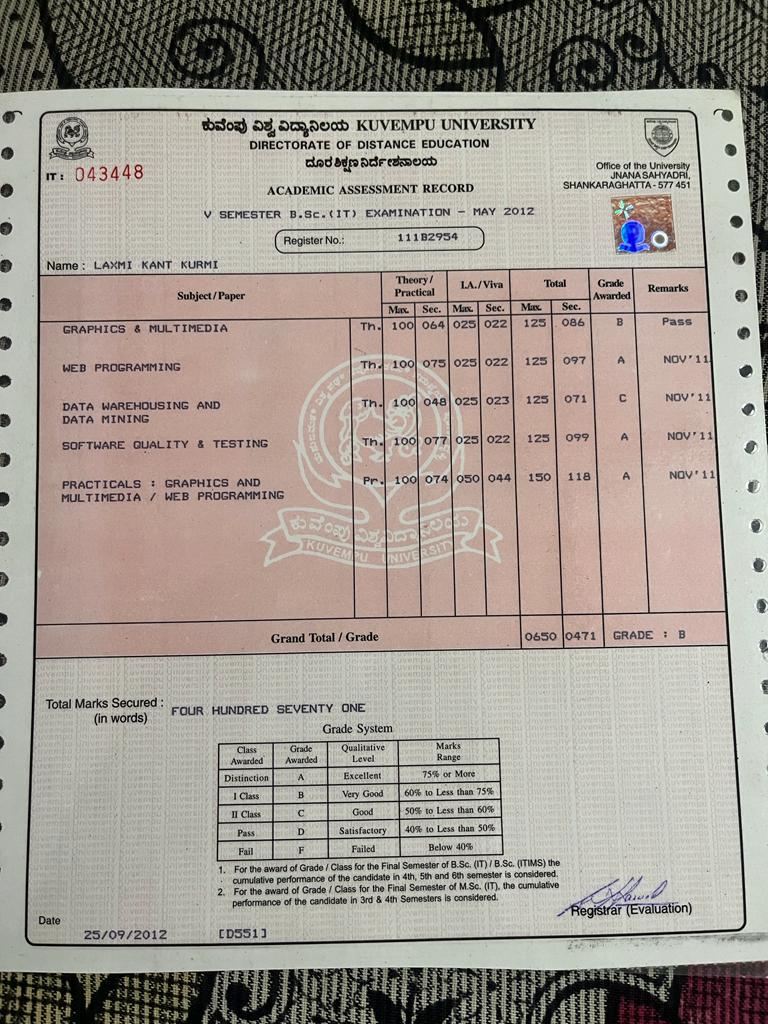 ಕುವೆಂಪು ವಿಶ್ವವಿದ್ಯಾನಿಲಯ KUVEMPU UNIVERSITY
DIRECTORATE OF DISTANCE EDUCATION
ದೂರಶಿಕ್ಷಣ ನಿರ್ದೇಶನಾಲಯ
IT : 043448
ACADEMIC ASSESSMENT RECORD
Office of the University
JNANA SAHYADRI,
SHANKARAGHATTA - 577 451
V SEMESTER B.Sc.(IT) EXAMINATION - MAY 2012
Register No.: 111B2954
Name : LAXMI KANT KURMI
Subject/Paper Theory/ Practical I.A./Viva Total Grade Awarded Remarks
Max. Sec. Max. Sec. Max. Sec.
GRAPHICS & MULTIMEDIA Th. 100 064 025 022 125 086 B Pass
WEB PROGRAMMING Th. 100 075 025 022 125 097 A NOV'11
DATA WAREHOUSING AND Th. 100 048 025 023 125 071 C NOV'11
DATA MINING
SOFTWARE QUALITY & TESTING Th. 100 077 025 022 125 099 A NOV'11
PRACTICALS : GRAPHICS AND Pr. 100 074 050 044 150 118 A NOV'11
MULTIMEDIA / WEB PROGRAMMING
ಕುವೆಂಪು ವಿಶ್ವವಿದ್ಯಾನಿಲಯ
KUVEMPU UNIVERSITY
Grand Total / Grade 0650 0471 GRADE : B
Total Marks Secured : FOUR HUNDRED SEVENTY ONE
(in words)
Grade System
Class Awarded Grade Awarded Qualitative Level Marks Range
Distinction A Excellent 75% or More
I Class B Very Good 60% to Less than 75%
II Class C Good 50% to Less than 60%
Pass D Satisfactory 40% to Less than 50%
Fail F Failed Below 40%
1. For the award of Grade / Class for the Final Semester of B.Sc. (IT) / B.Sc. (ITIMS) the
cumulative performance of the candidate in 4th, 5th and 6th semester is considered.
2. For the award of Grade / Class for the Final Semester of M.Sc. (IT), the cumulative
performance of the candidate in 3rd & 4th Semesters is considered.
Registrar (Evaluation)
Date
25/09/2012 [D551]